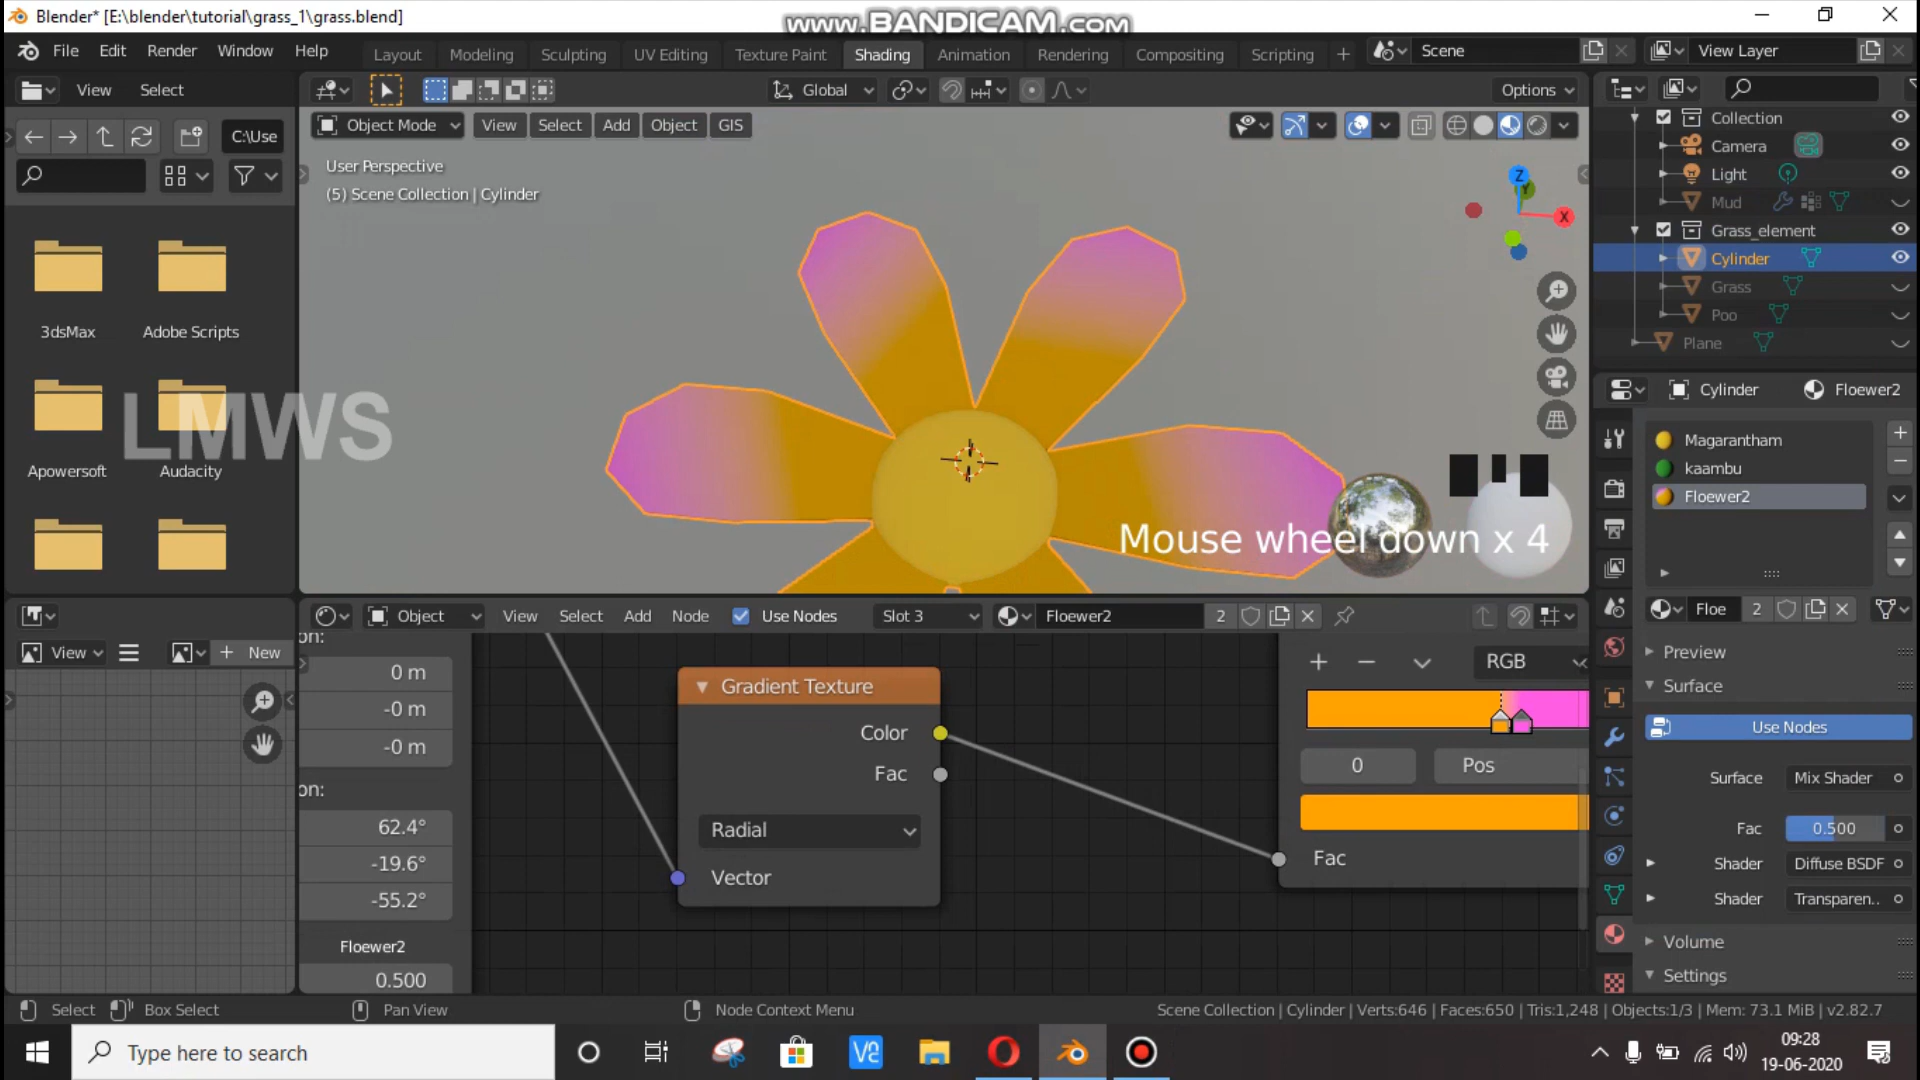 Blender* [E:\blender\tutorial\grass_1\grass.blend]
www.BANDICAM.com
File Edit Render Window Help
Layout Modeling Sculpting UV Editing Texture Paint Shading Animation Rendering Compositing Scripting +
Scene
View Layer
View Select
Global
Options
C:\Use
Object Mode View Select Add Object GIS
User Perspective
(5) Scene Collection | Cylinder
Z
Y
X
3dsMax
Adobe Scripts
Apowersoft
Audacity
LMWS
Mouse wheel down x 4
Collection
Camera
Light
Mud
Grass_element
Cylinder
Grass
Poo
Plane
Cylinder Floewer2
Magarantham
kaambu
Floewer2
Floe 2
Preview
Surface
Use Nodes
Surface Mix Shader
Fac 0.500
Shader Diffuse BSDF
Shader Transparen..
Volume
Settings
View + New
Object View Select Add Node Use Nodes Slot 3 Floewer2 2
on:
0 m
-0 m
-0 m
on:
62.4°
-19.6°
-55.2°
Floewer2
0.500
Gradient Texture
Color
Fac
Radial
Vector
+ − RGB
0 Pos
Fac
Select Box Select Pan View Node Context Menu
Scene Collection | Cylinder | Verts:646 | Faces:650 | Tris:1,248 | Objects:1/3 | Mem: 73.1 MiB | v2.82.7
Type here to search
09:28
19-06-2020